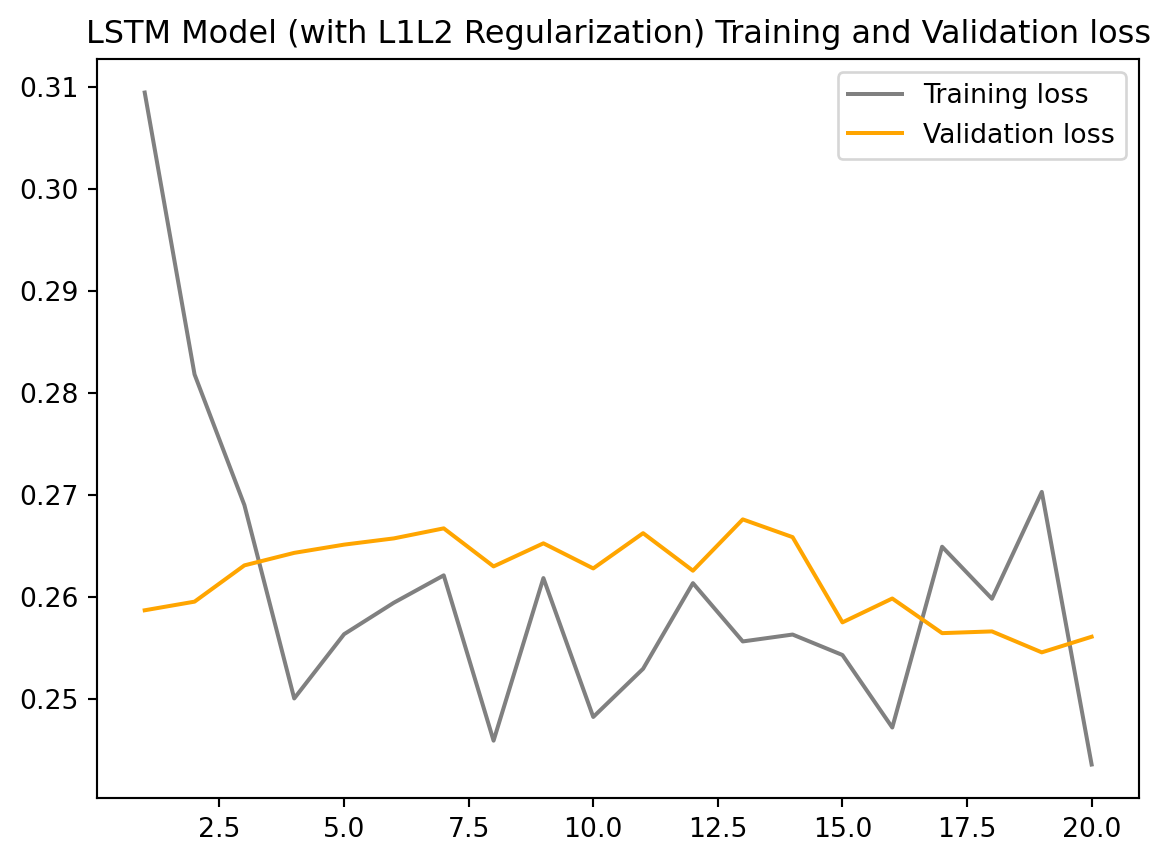 LSTM Model (with L1L2 Regularization) Training and Validation loss
Training loss
Validation loss
0.31
0.30
0.29
0.28
0.27
0.26
0.25
2.5 5.0 7.5 10.0 12.5 15.0 17.5 20.0